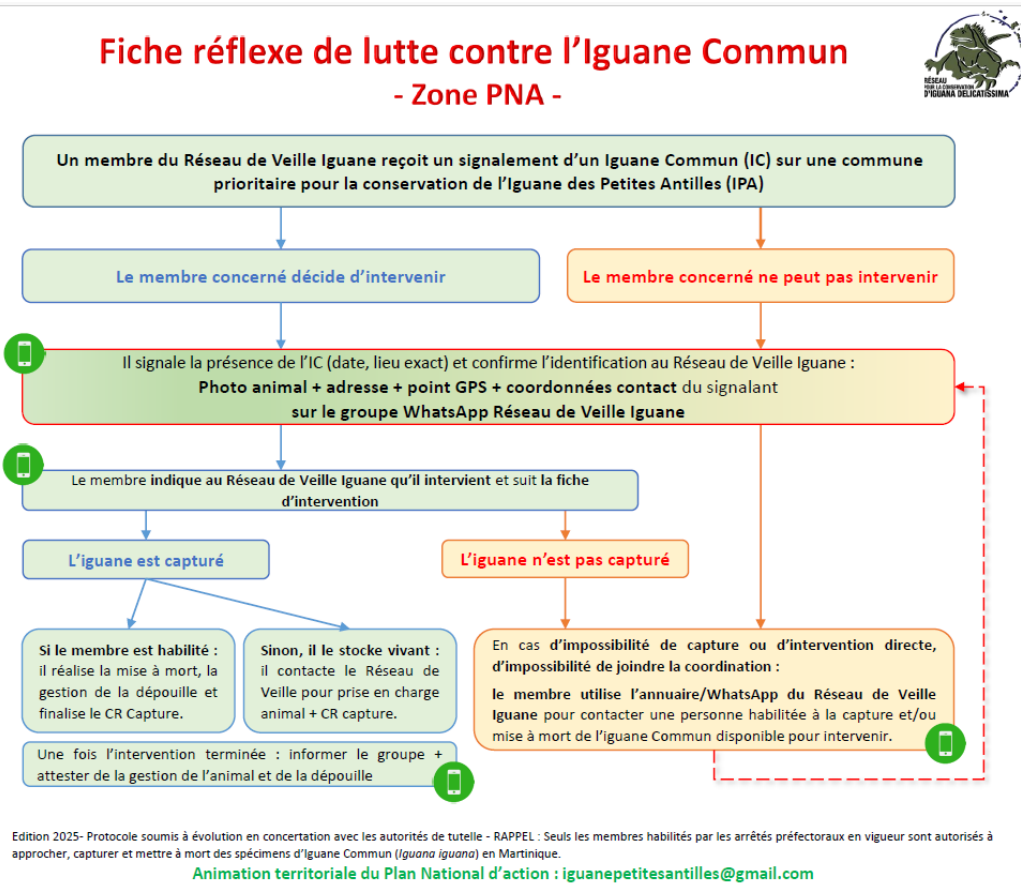 Fiche réflexe de lutte contre l'Iguane Commun
- Zone PNA -
RÉSEAU
POUR LA CONSERVATION
D'IGUANA DELICATISSIMA
Un membre du Réseau de Veille Iguane reçoit un signalement d'un Iguane Commun (IC) sur une commune
prioritaire pour la conservation de l'Iguane des Petites Antilles (IPA)
Le membre concerné décide d'intervenir
Le membre concerné ne peut pas intervenir
Il signale la présence de l'IC (date, lieu exact) et confirme l'identification au Réseau de Veille Iguane :
Photo animal + adresse + point GPS + coordonnées contact du signalant
sur le groupe WhatsApp Réseau de Veille Iguane
Le membre indique au Réseau de Veille Iguane qu'il intervient et suit la fiche
d'intervention
L'iguane est capturé
L'iguane n'est pas capturé
Si le membre est habilité :
il réalise la mise à mort, la
gestion de la dépouille et
finalise le CR Capture.
Sinon, il le stocke vivant :
il contacte le Réseau de
Veille pour prise en charge
animal + CR capture.
En cas d'impossibilité de capture ou d'intervention directe,
d'impossibilité de joindre la coordination :
le membre utilise l'annuaire/WhatsApp du Réseau de Veille
Iguane pour contacter une personne habilitée à la capture et/ou
mise à mort de l'iguane Commun disponible pour intervenir.
Une fois l'intervention terminée : informer le groupe +
attester de la gestion de l'animal et de la dépouille
Edition 2025- Protocole soumis à évolution en concertation avec les autorités de tutelle - RAPPEL : Seuls les membres habilités par les arrêtés préfectoraux en vigueur sont autorisés à
approcher, capturer et mettre à mort des spécimens d'Iguane Commun (Iguana iguana) en Martinique.
Animation territoriale du Plan National d'action : iguanepetitesantilles@gmail.com